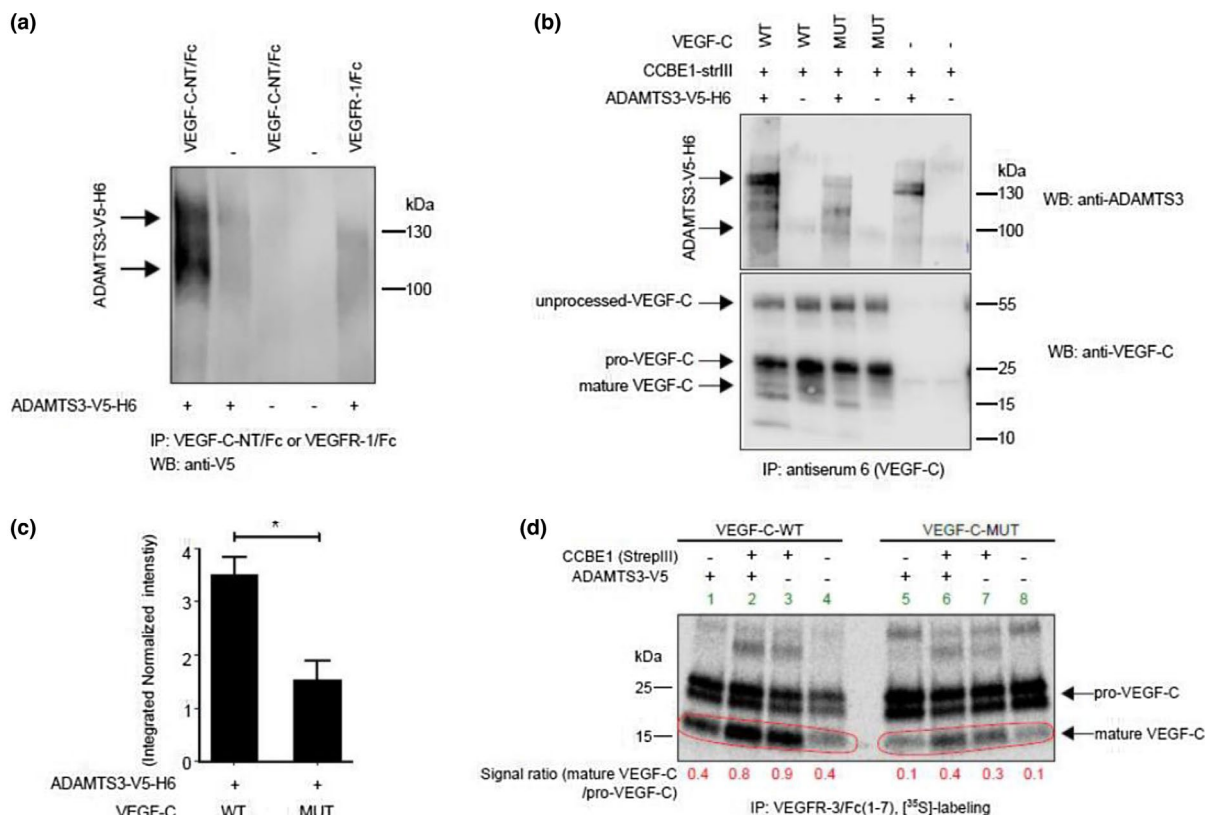 (a)
VEGF-C-NT/Fc - VEGF-C-NT/Fc - VEGFR-1/Fc
ADAMTS3-V5-H6
kDa
130
100
ADAMTS3-V5-H6 + + - - +
IP: VEGF-C-NT/Fc or VEGFR-1/Fc
WB: anti-V5
(b)
VEGF-C WT WT MUT MUT - -
CCBE1-strIII + + + + + +
ADAMTS3-V5-H6 + - + - + -
ADAMTS3-V5-H6
kDa
130
100
WB: anti-ADAMTS3
unprocessed-VEGF-C
pro-VEGF-C
mature VEGF-C
55
25
15
10
WB: anti-VEGF-C
IP: antiserum 6 (VEGF-C)
(c)
(Integrated Normalized intenstiy)
4
3
2
1
0
*
ADAMTS3-V5-H6 + +
VEGF-C WT MUT
(d)
VEGF-C-WT VEGF-C-MUT
CCBE1 (StrepIII) - + + - - + + -
ADAMTS3-V5 + + - - + + - -
1 2 3 4 5 6 7 8
kDa
25
15
pro-VEGF-C
mature VEGF-C
Signal ratio (mature VEGF-C
/pro-VEGF-C)
0.4 0.8 0.9 0.4 0.1 0.4 0.3 0.1
IP: VEGFR-3/Fc(1-7), [³⁵S]-labeling